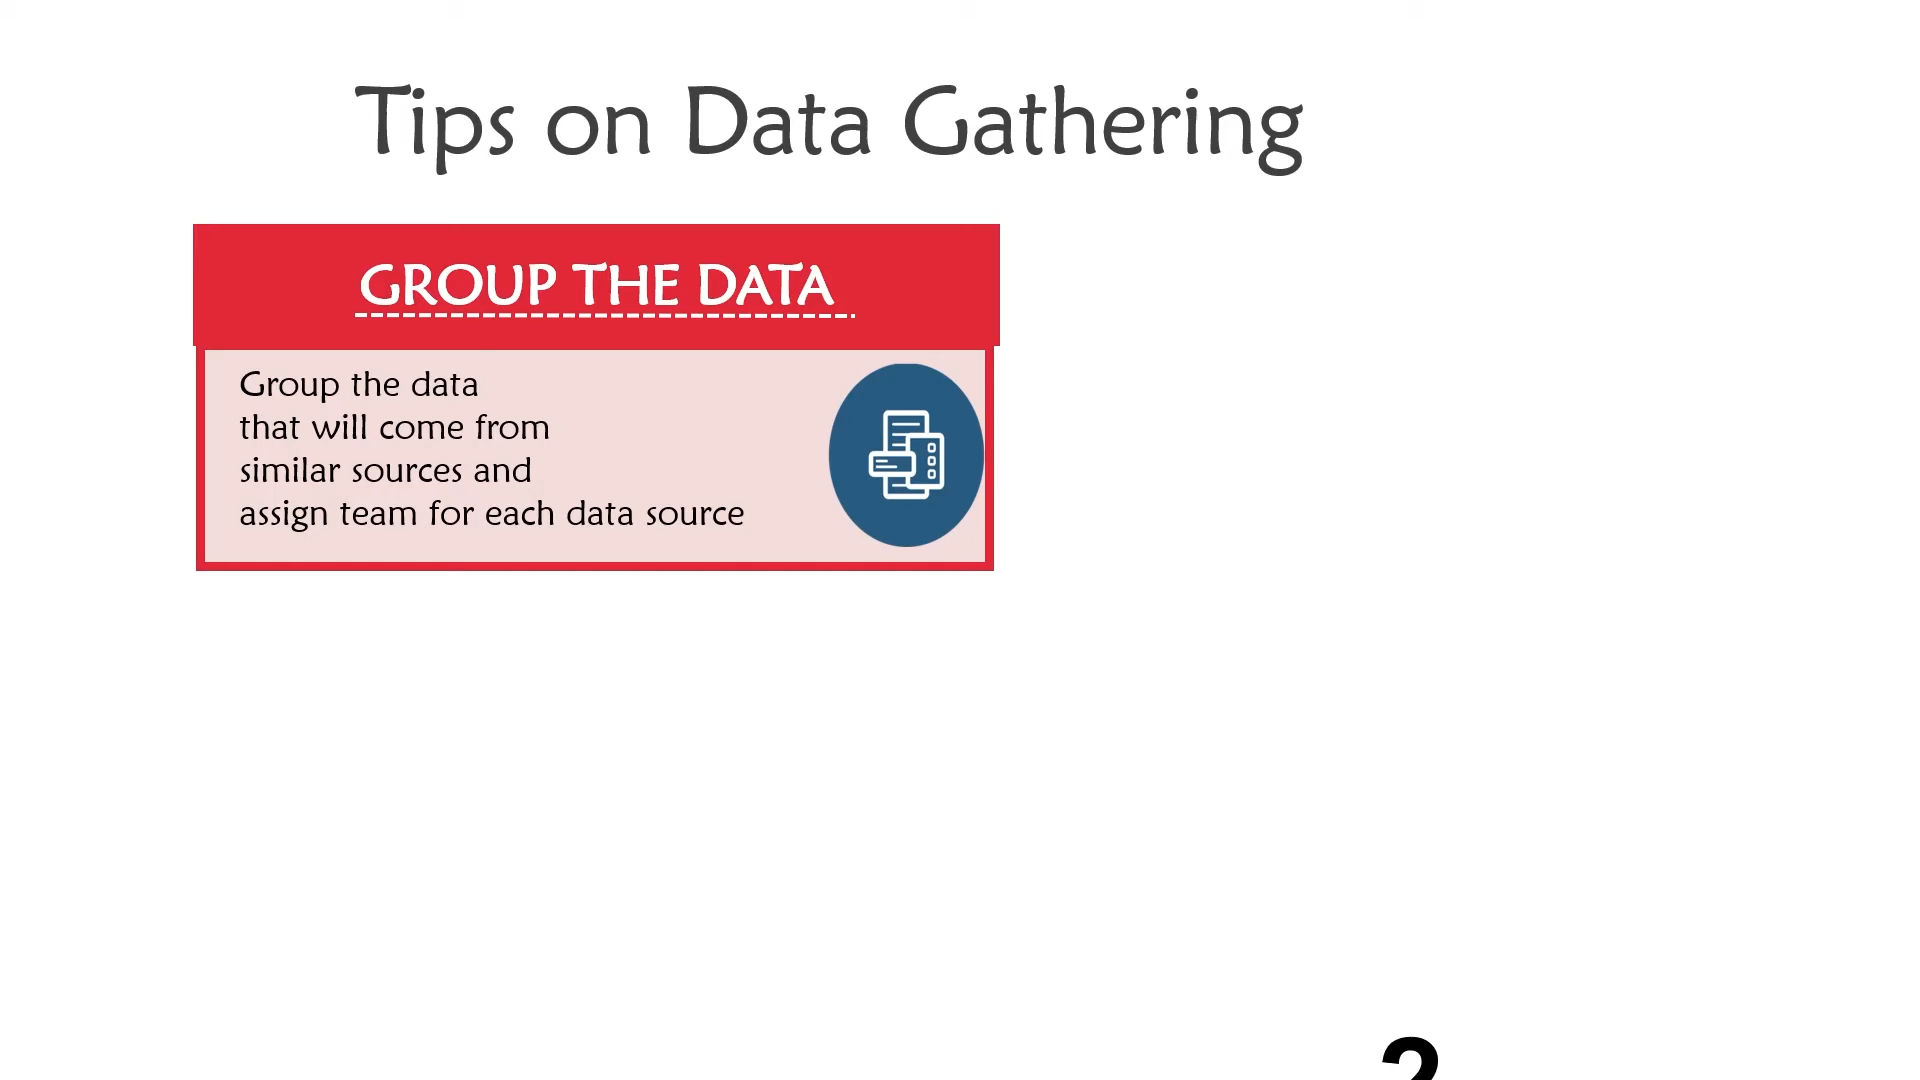 Tips on Data Gathering
GROUP THE DATA
Group the data
that will come from
similar sources and
assign team for each data source